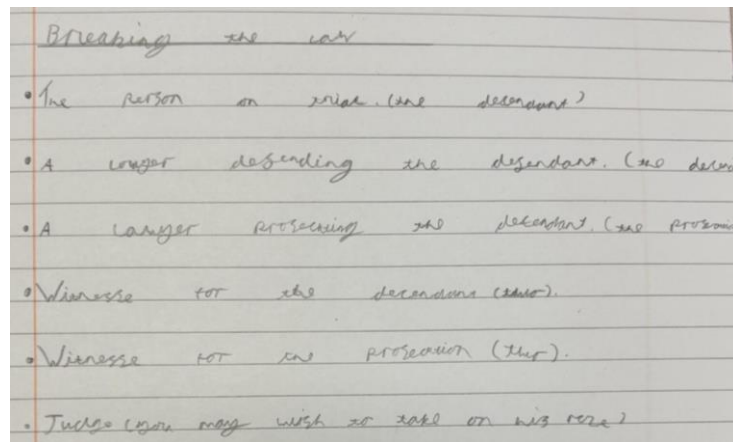 Breaking the law
• The person on trial. (the defendant)
• A lawyer defending the defendant. (the
• A lawyer prosecuting the defendant. (the
• Witnesse for the defendant
• Witnesse for the prosecution
• Judge (you may wish to take on his role)